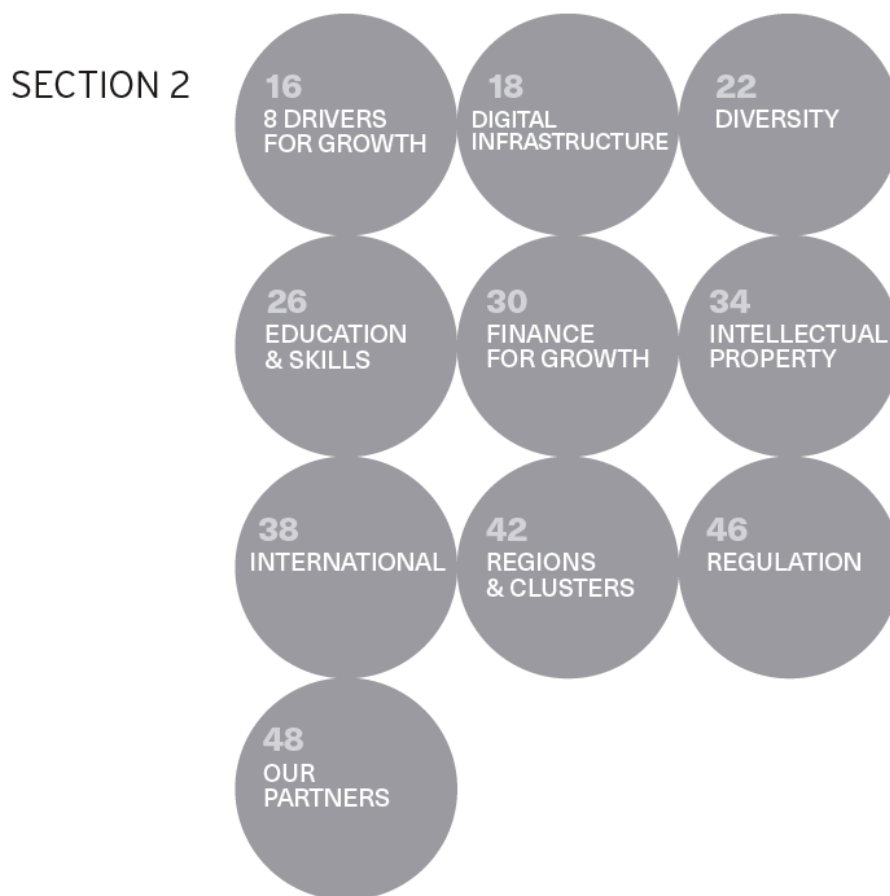 SECTION 2
16
8 DRIVERS
FOR GROWTH
18
DIGITAL
INFRASTRUCTURE
22
DIVERSITY
26
EDUCATION
& SKILLS
30
FINANCE
FOR GROWTH
34
INTELLECTUAL
PROPERTY
38
INTERNATIONAL
42
REGIONS
& CLUSTERS
46
REGULATION
48
OUR
PARTNERS